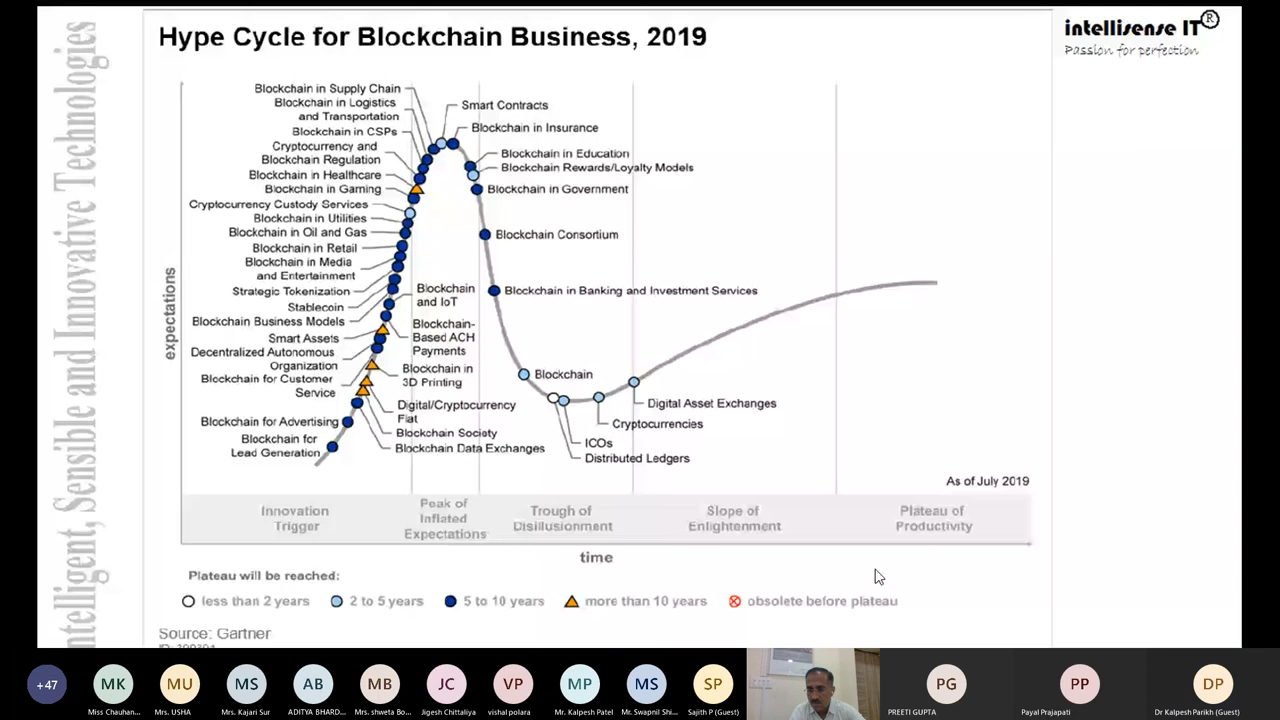 Hype Cycle for Blockchain Business, 2019
intellisense IT®
Passion for perfection
Intelligent, Sensible and Innovative Technologies
expectations
Blockchain in Supply Chain
Blockchain in Logistics
and Transportation
Blockchain in CSPs
Cryptocurrency and
Blockchain Regulation
Blockchain in Healthcare
Blockchain in Gaming
Cryptocurrency Custody Services
Blockchain in Utilities
Blockchain in Oil and Gas
Blockchain in Retail
Blockchain in Media
and Entertainment
Strategic Tokenization
Stablecoin
Blockchain Business Models
Smart Assets
Decentralized Autonomous
Organization
Blockchain for Customer
Service
Blockchain for Advertising
Blockchain for
Lead Generation
Smart Contracts
Blockchain in Insurance
Blockchain in Education
Blockchain Rewards/Loyalty Models
Blockchain in Government
Blockchain Consortium
Blockchain in Banking and Investment Services
Blockchain
and IoT
Blockchain-
Based ACH
Payments
Blockchain in
3D Printing
Digital/Cryptocurrency
Fiat
Blockchain Society
Blockchain Data Exchanges
Blockchain
Digital Asset Exchanges
Cryptocurrencies
ICOs
Distributed Ledgers
As of July 2019
Innovation
Trigger
Peak of
Inflated
Expectations
Trough of
Disillusionment
Slope of
Enlightenment
Plateau of
Productivity
time
Plateau will be reached:
less than 2 years
2 to 5 years
5 to 10 years
more than 10 years
obsolete before plateau
Source: Gartner
+47
MK
MU
MS
AB
MB
JC
VP
MP
MS
SP
PG
PP
DP
Miss Chauhan...
Mrs. USHA
Mrs. Kajari Sur
ADITYA BHARD...
Mrs. shweta Bo...
Jigesh Chittaliya
vishal polara
Mr. Kalpesh Patel
Mr. Swapnil Shi...
Sajith P (Guest)
PREETI GUPTA
Payal Prajapati
Dr Kalpesh Parikh (Guest)